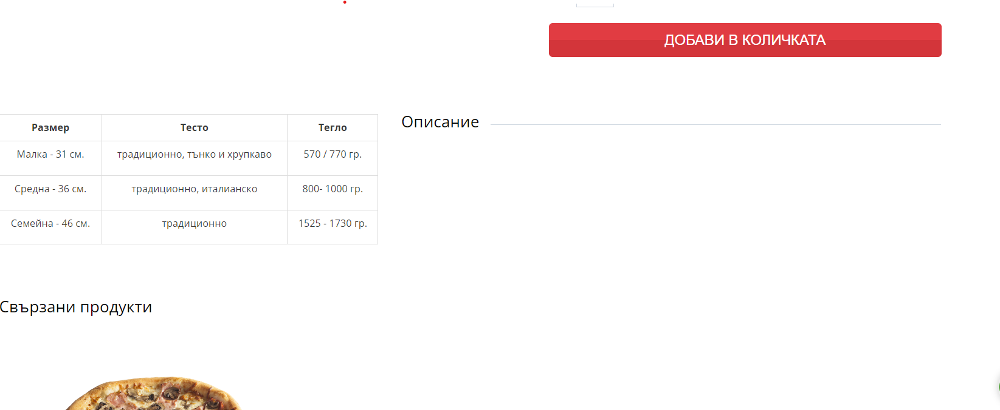 ДОБАВИ В КОЛИЧКАТА
Размер Тесто Тегло
Малка - 31 см. традиционно, тънко и хрупкаво 570 / 770 гр.
Средна - 36 см. традиционно, италианско 800- 1000 гр.
Семейна - 46 см. традиционно 1525 - 1730 гр.
Описание
Свързани продукти